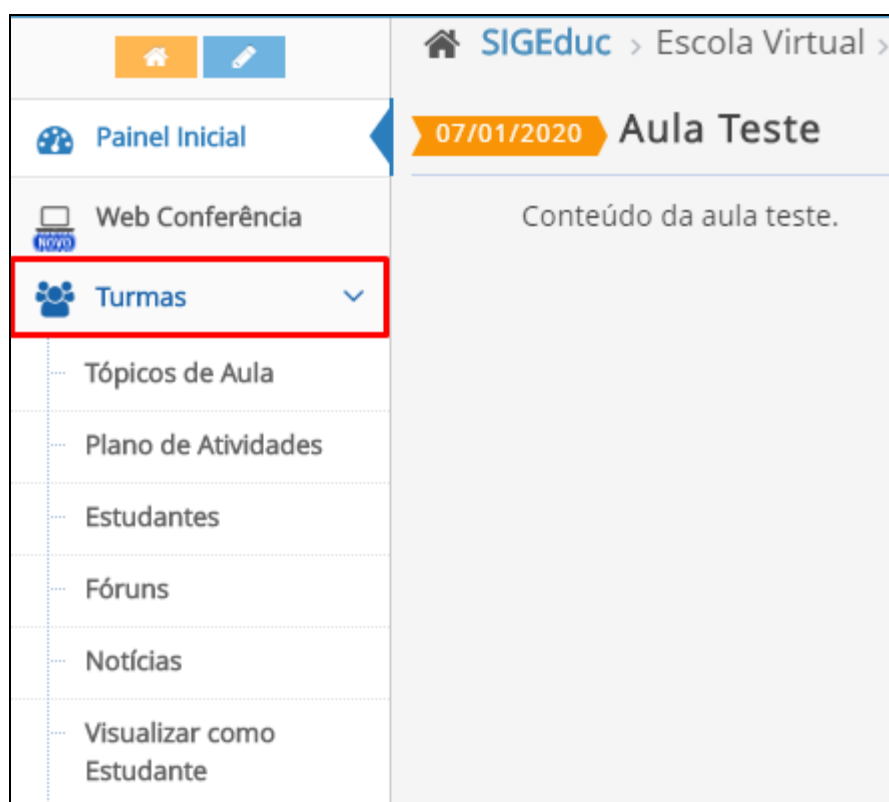 SIGEduc > Escola Virtual >
Painel Inicial
07/01/2020 Aula Teste
Web Conferência
NOVO
Conteúdo da aula teste.
Turmas
Tópicos de Aula
Plano de Atividades
Estudantes
Fóruns
Notícias
Visualizar como
Estudante